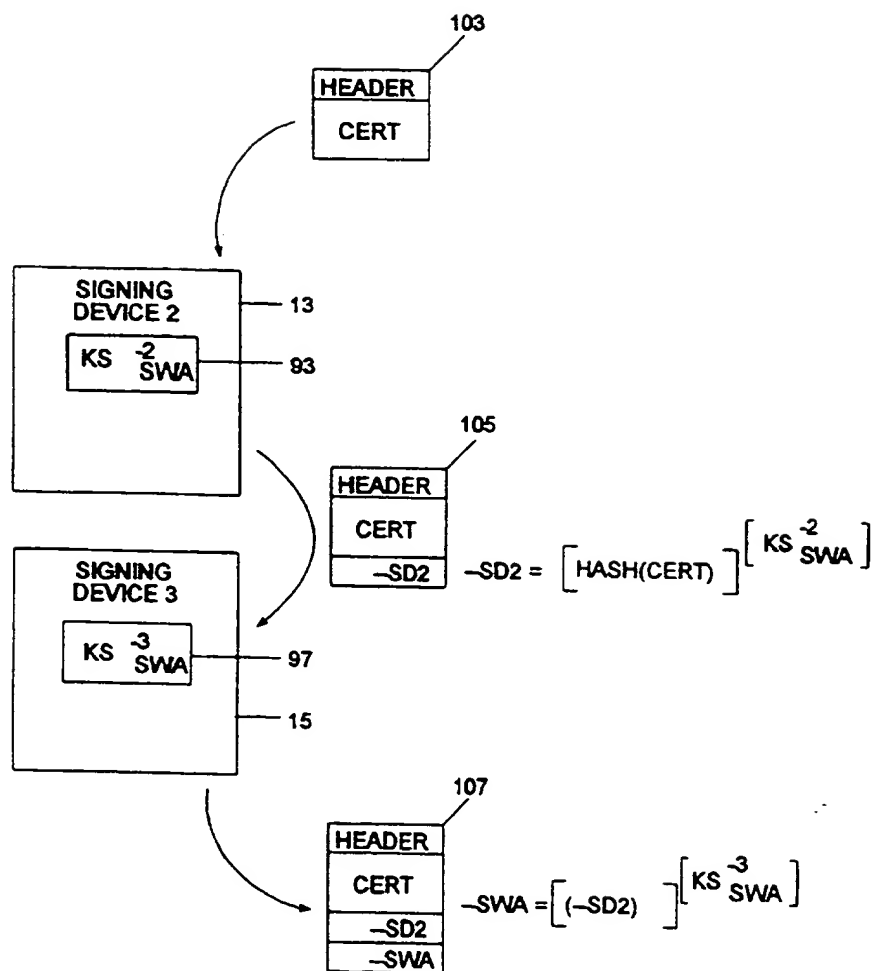 103
HEADER
CERT
SIGNING
DEVICE 2
13
KS -2 SWA
93
105
HEADER
CERT
–SD2
–SD2 = [HASH(CERT)] [KS -2 SWA]
SIGNING
DEVICE 3
KS -3 SWA
97
15
107
HEADER
CERT
–SD2
–SWA
–SWA = [(–SD2)] [KS -3 SWA]